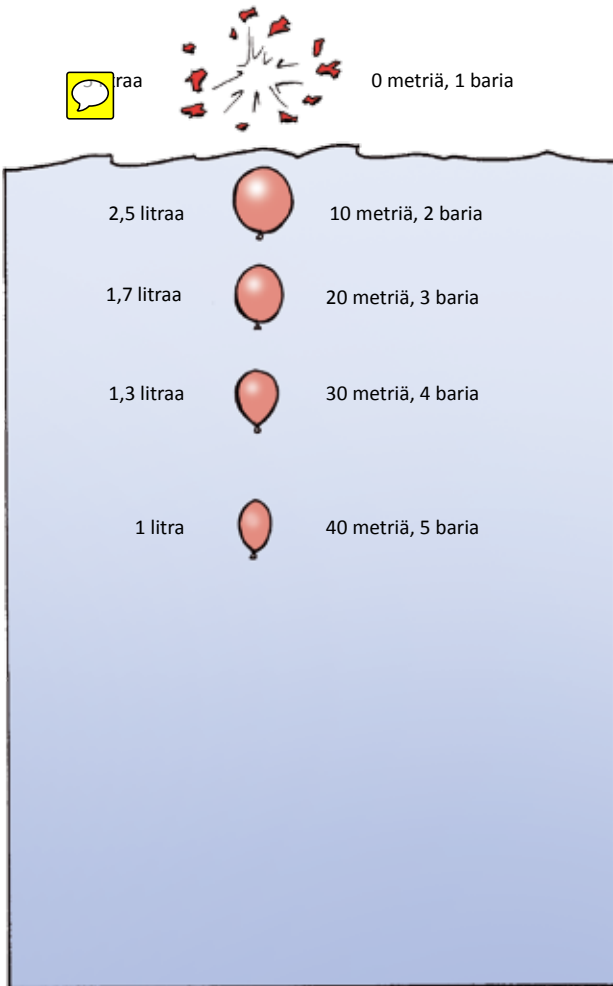 0 metriä, 1 baria
2,5 litraa 10 metriä, 2 baria
1,7 litraa 20 metriä, 3 baria
1,3 litraa 30 metriä, 4 baria
1 litra 40 metriä, 5 baria